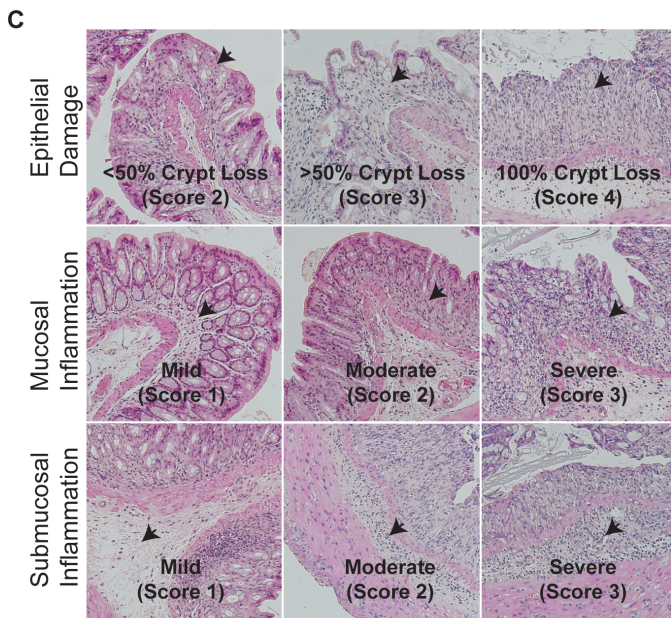 C
Epithelial
Damage
<50% Crypt Loss
(Score 2)
>50% Crypt Loss
(Score 3)
100% Crypt Loss
(Score 4)
Mucosal
Inflammation
Mild
(Score 1)
Moderate
(Score 2)
Severe
(Score 3)
Submucosal
Inflammation
Mild
(Score 1)
Moderate
(Score 2)
Severe
(Score 3)